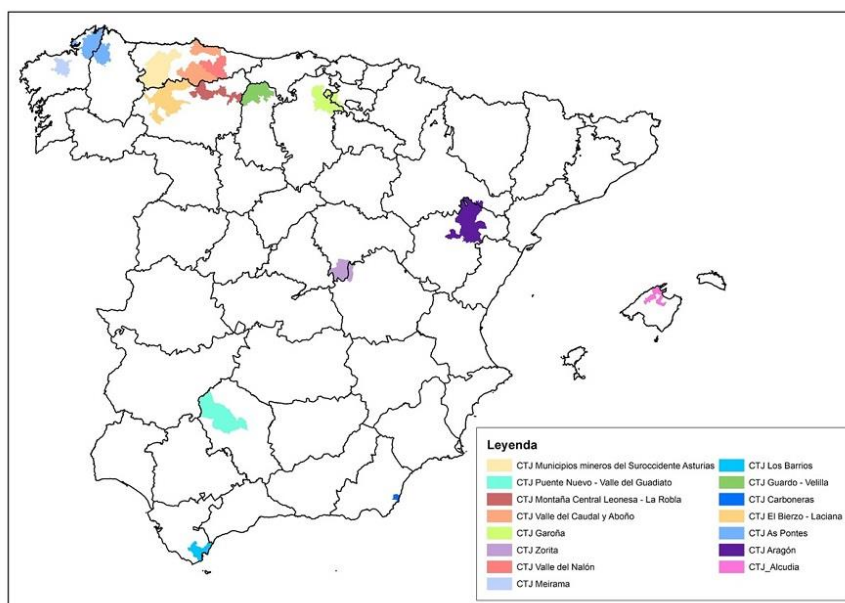 Leyenda
CTJ Municipios mineros del Suroccidente Asturias
CTJ Puente Nuevo - Valle del Guadiato
CTJ Montaña Central Leonesa - La Robla
CTJ Valle del Caudal y Aboño
CTJ Garoña
CTJ Zorita
CTJ Valle del Nalón
CTJ Meirama
CTJ Los Barrios
CTJ Guardo - Velilla
CTJ Carboneras
CTJ El Bierzo - Laciana
CTJ As Pontes
CTJ Aragón
CTJ_Alcudia